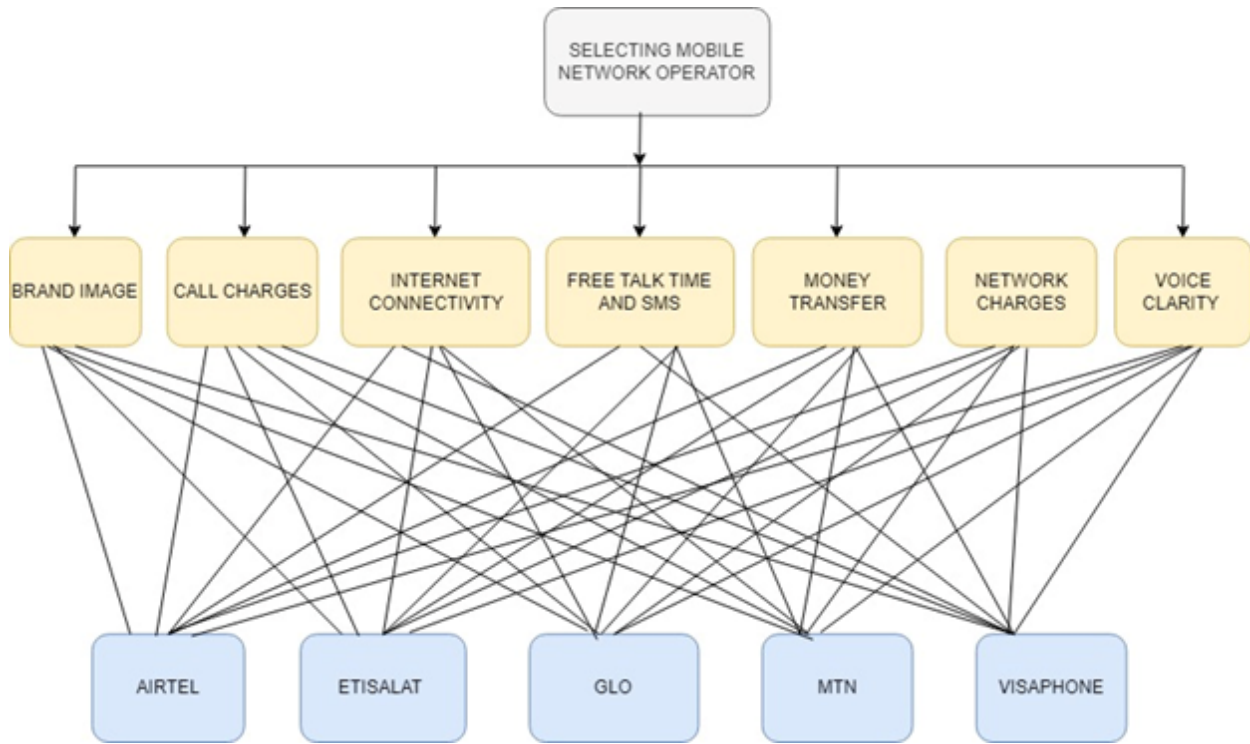 SELECTING MOBILE
NETWORK OPERATOR
BRAND IMAGE
CALL CHARGES
INTERNET
CONNECTIVITY
FREE TALK TIME
AND SMS
MONEY
TRANSFER
NETWORK
CHARGES
VOICE
CLARITY
AIRTEL
ETISALAT
GLO
MTN
VISAPHONE